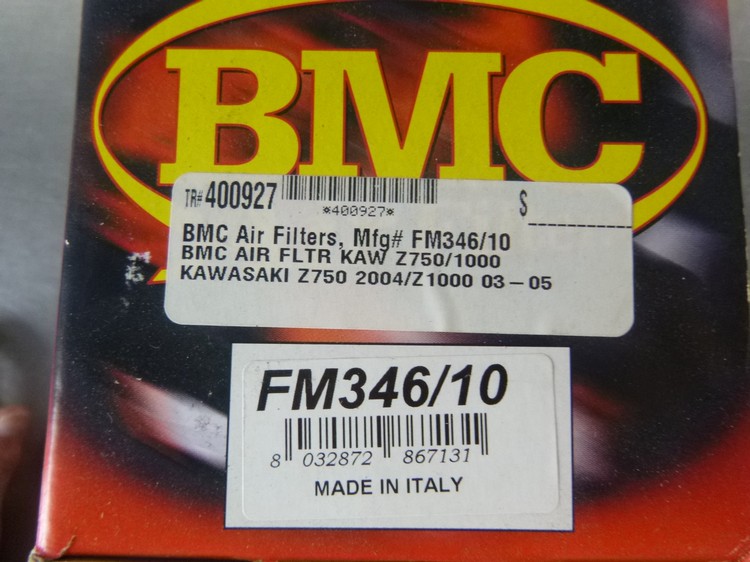 BMC
TR# 400927
*400927*
$
BMC Air Filters, Mfg# FM346/10
BMC AIR FLTR KAW Z750/1000
KAWASAKI Z750 2004/Z1000 03-05
FM346/10
8 032872 867131
MADE IN ITALY